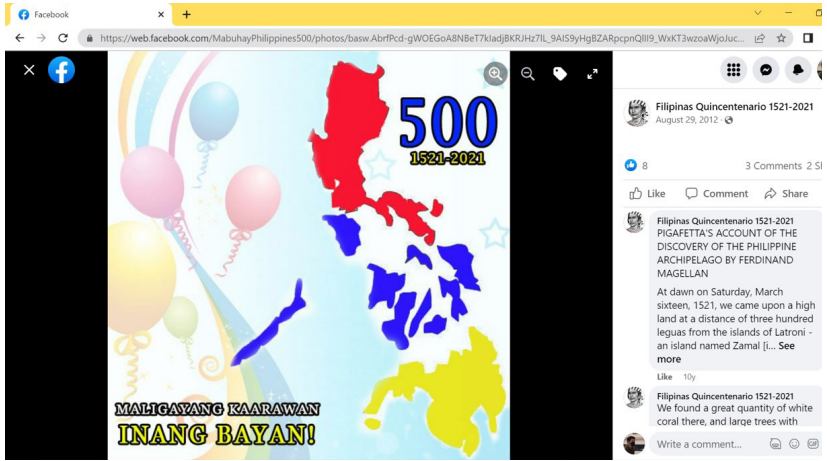 Facebook
https://web.facebook.com/MabuhayPhilippines500/photos/
500
1521-2021
MALIGAYANG KAARAWAN
INANG BAYAN!
Filipinas Quincentenario 1521-2021
August 29, 2012 ·
8
3 Comments 2
Like
Comment
Share
Filipinas Quincentenario 1521-2021
PIGAFETTA'S ACCOUNT OF THE
DISCOVERY OF THE PHILIPPINE
ARCHIPELAGO BY FERDINAND
MAGELLAN
At dawn on Saturday, March
sixteen, 1521, we came upon a high
land at a distance of three hundred
leguas from the islands of Latroni -
an island named Zamal [i... See
more
Like 10y
Filipinas Quincentenario 1521-2021
We found a great quantity of white
coral there, and large trees with
Write a comment...
GIF